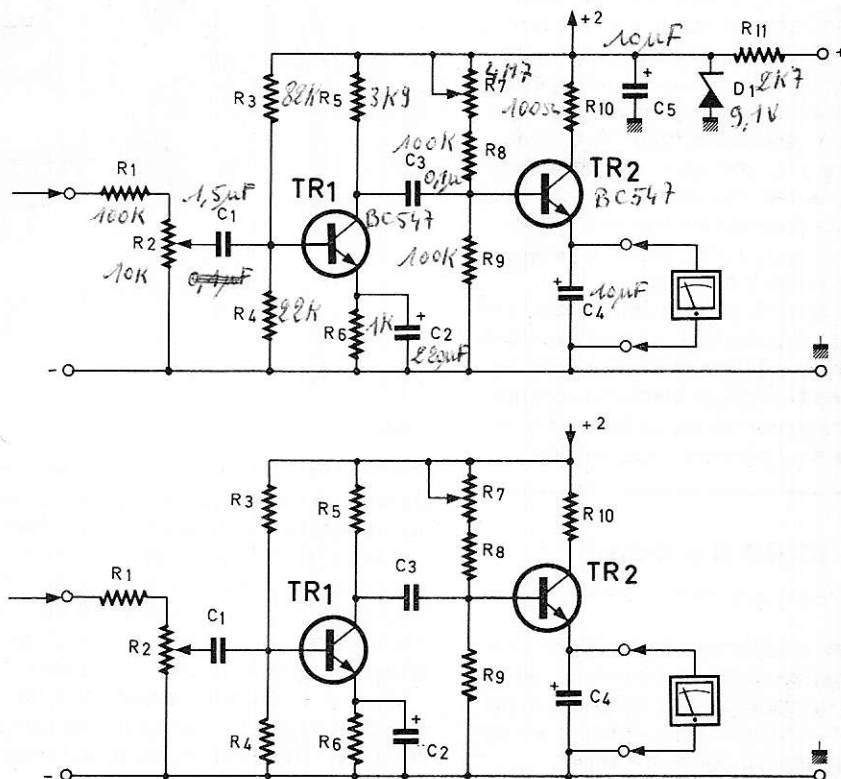 +2
10µF
R11
+
R3
82K
R5
3K9
4M7
R7
100Ω
R10
C5
D1
2K7
9,1V
100K
R8
C3
0,1µ
TR1
TR2
BC547
BC547
R1
100K
1,5µF
C1
R2
10K
0,1µF
100K
R9
10µF
C4
R4
22K
R6
1K
C2
220µF
-
+2
R3
R5
R7
R10
R8
C3
TR1
TR2
R1
C1
R2
R9
C4
R4
R6
C2
-